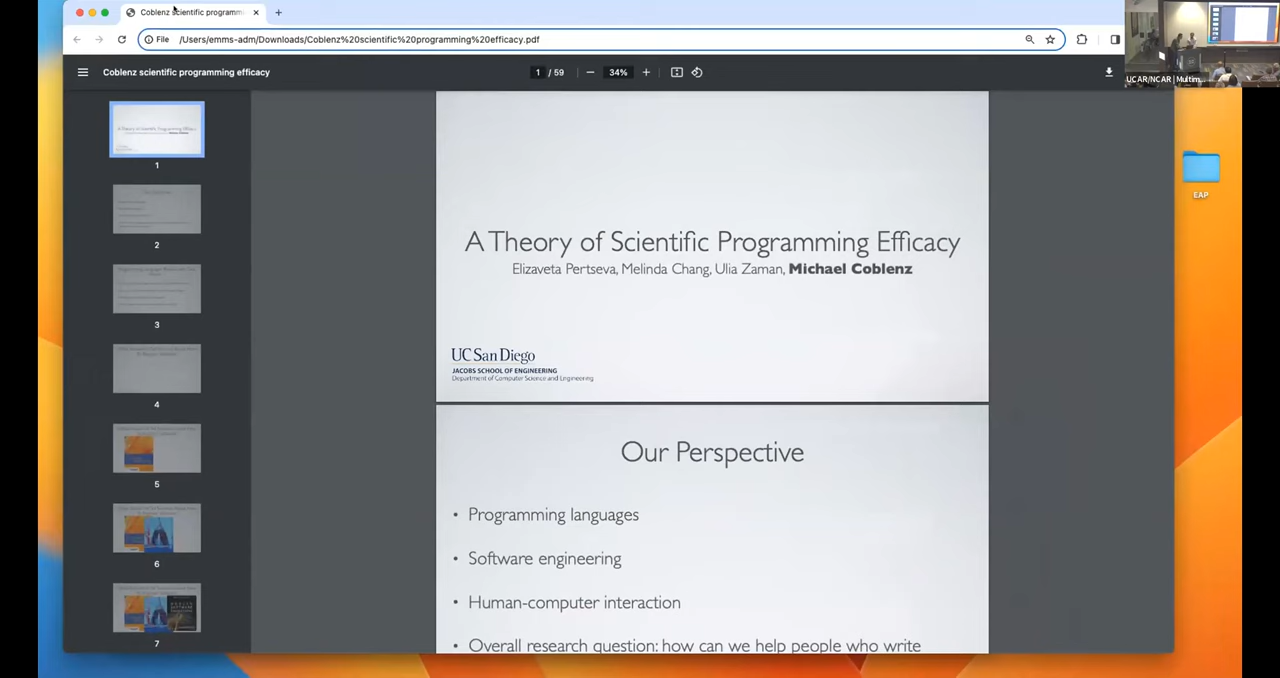 Coblenz scientific programmi
File
/Users/emms-adm/Downloads/Coblenz%20scientific%20programming%20efficacy.pdf
Coblenz scientific programming efficacy
1 / 59
34%
UCAR/NCAR | Multim...
EAP
1
2
3
4
5
6
7
A Theory of Scientific Programming Efficacy
Elizaveta Pertseva, Melinda Chang, Ulia Zaman, Michael Coblenz
UC San Diego
JACOBS SCHOOL OF ENGINEERING
Department of Computer Science and Engineering
Our Perspective
• Programming languages
• Software engineering
• Human-computer interaction
• Overall research question: how can we help people who write